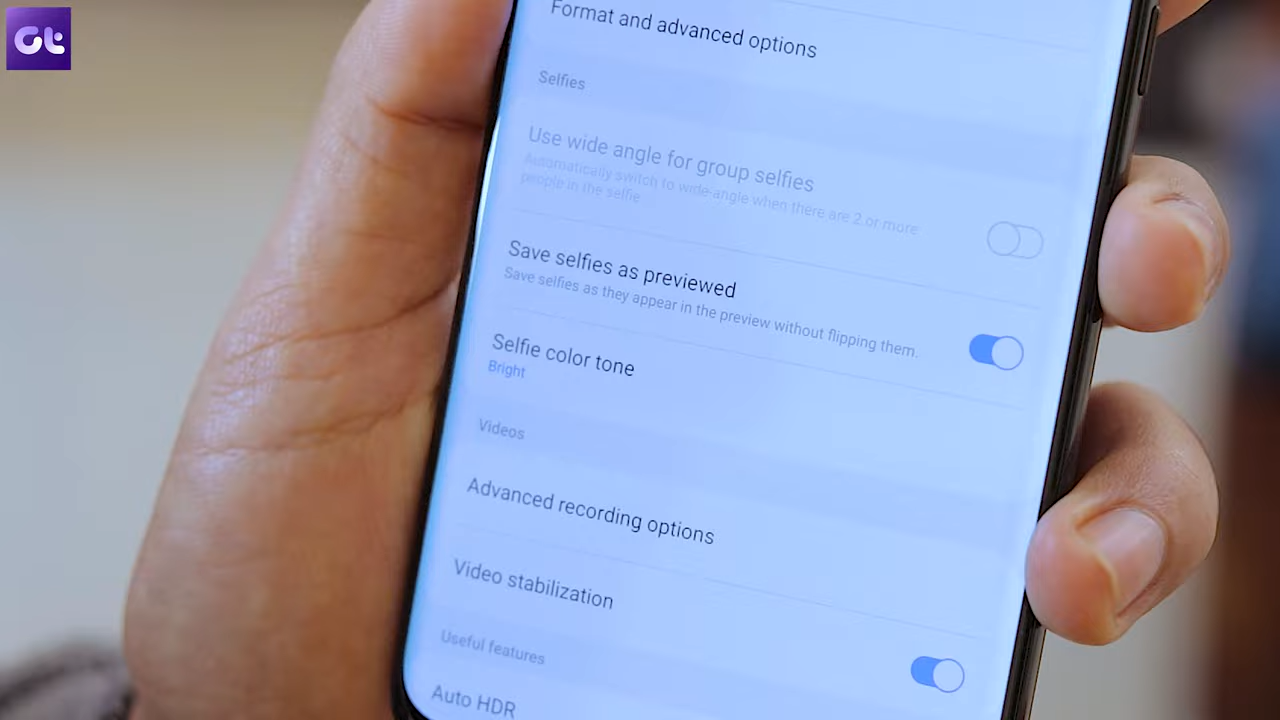 Gt
Format and advanced options
Selfies
Use wide angle for group selfies
Automatically switch to wide-angle when there are 2 or more
people in the selfie
Save selfies as previewed
Save selfies as they appear in the preview without flipping them.
Selfie color tone
Bright
Videos
Advanced recording options
Video stabilization
Useful features
Auto HDR